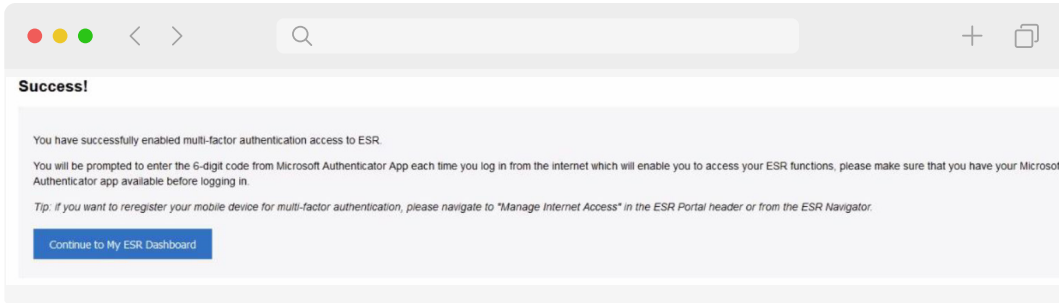 Success!
You have successfully enabled multi-factor authentication access to ESR.
You will be prompted to enter the 6-digit code from Microsoft Authenticator App each time you log in from the internet which will enable you to access your ESR functions, please make sure that you have your Microsoft
Authenticator app available before logging in.
Tip: if you want to reregister your mobile device for multi-factor authentication, please navigate to "Manage Internet Access" in the ESR Portal header or from the ESR Navigator.
Continue to My ESR Dashboard